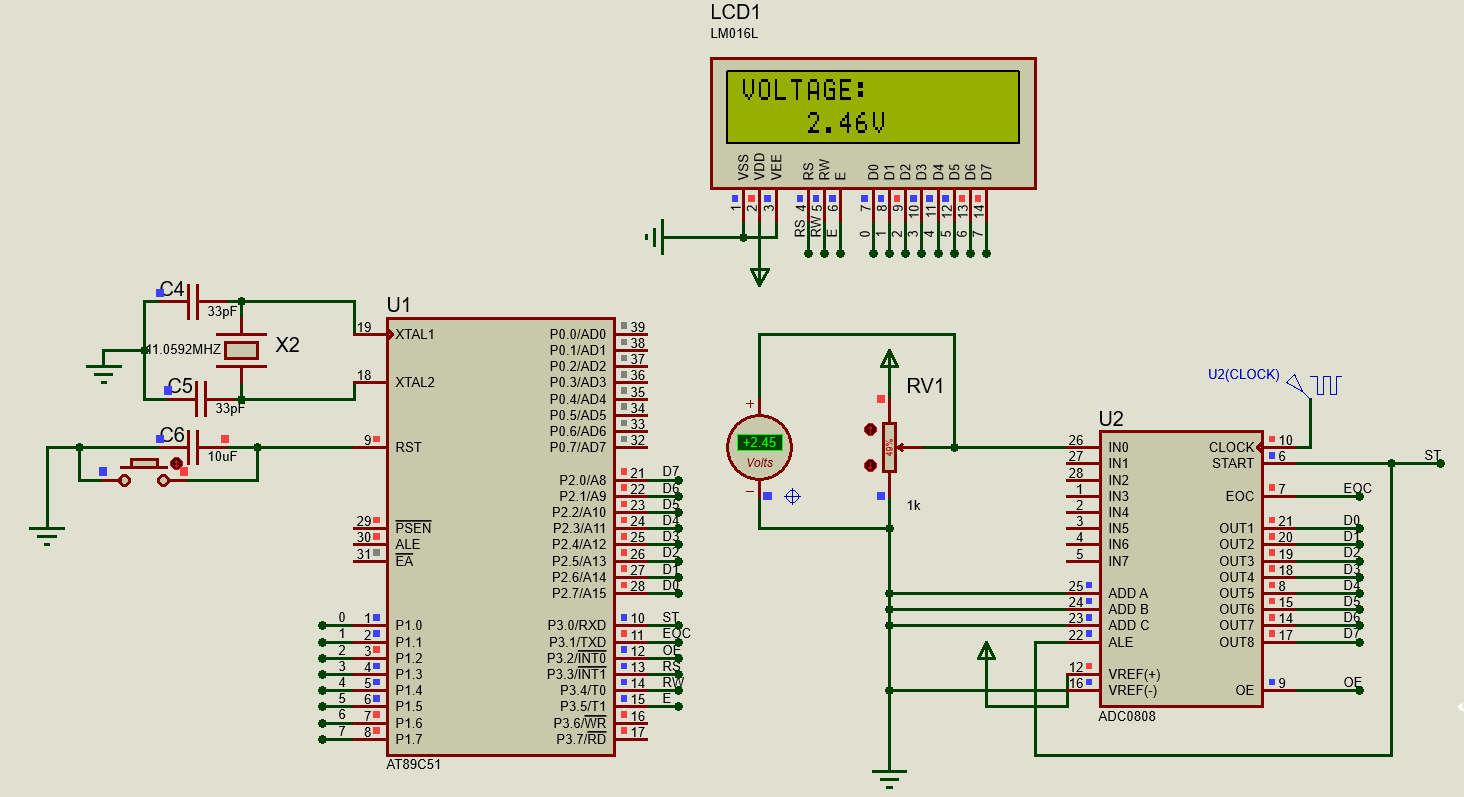 LCD1
LM016L
VOLTAGE:
2.46V
VSS VDD VEE RS RW E D0 D1 D2 D3 D4 D5 D6 D7
1 2 3 4 5 6 7 8 9 10 11 12 13 14
RS RW E 0 1 2 3 4 5 6 7
C4
33pF
11.0592MHZ
X2
C5
33pF
C6
10uF
U1
19 XTAL1
18 XTAL2
9 RST
29 PSEN
30 ALE
31 EA
0 1 P1.0
1 2 P1.1
2 3 P1.2
3 4 P1.3
4 5 P1.4
5 6 P1.5
6 7 P1.6
7 8 P1.7
P0.0/AD0 39
P0.1/AD1 38
P0.2/AD2 37
P0.3/AD3 36
P0.4/AD4 35
P0.5/AD5 34
P0.6/AD6 33
P0.7/AD7 32
P2.0/A8 21 D7
P2.1/A9 22 D6
P2.2/A10 23 D5
P2.3/A11 24 D4
P2.4/A12 25 D3
P2.5/A13 26 D2
P2.6/A14 27 D1
P2.7/A15 28 D0
P3.0/RXD 10 ST
P3.1/TXD 11 EOC
P3.2/INT0 12 OE
P3.3/INT1 13 RS
P3.4/T0 14 RW
P3.5/T1 15 E
P3.6/WR 16
P3.7/RD 17
AT89C51
+
+2.45
Volts
−
RV1
49%
1k
U2(CLOCK)
U2
26 IN0
27 IN1
28 IN2
1 IN3
2 IN4
3 IN5
4 IN6
5 IN7
25 ADD A
24 ADD B
23 ADD C
22 ALE
12 VREF(+)
16 VREF(-)
CLOCK 10
START 6 ST
EOC 7 EOC
OUT1 21 D0
OUT2 20 D1
OUT3 19 D2
OUT4 18 D3
OUT5 8 D4
OUT6 15 D5
OUT7 14 D6
OUT8 17 D7
OE 9 OE
ADC0808